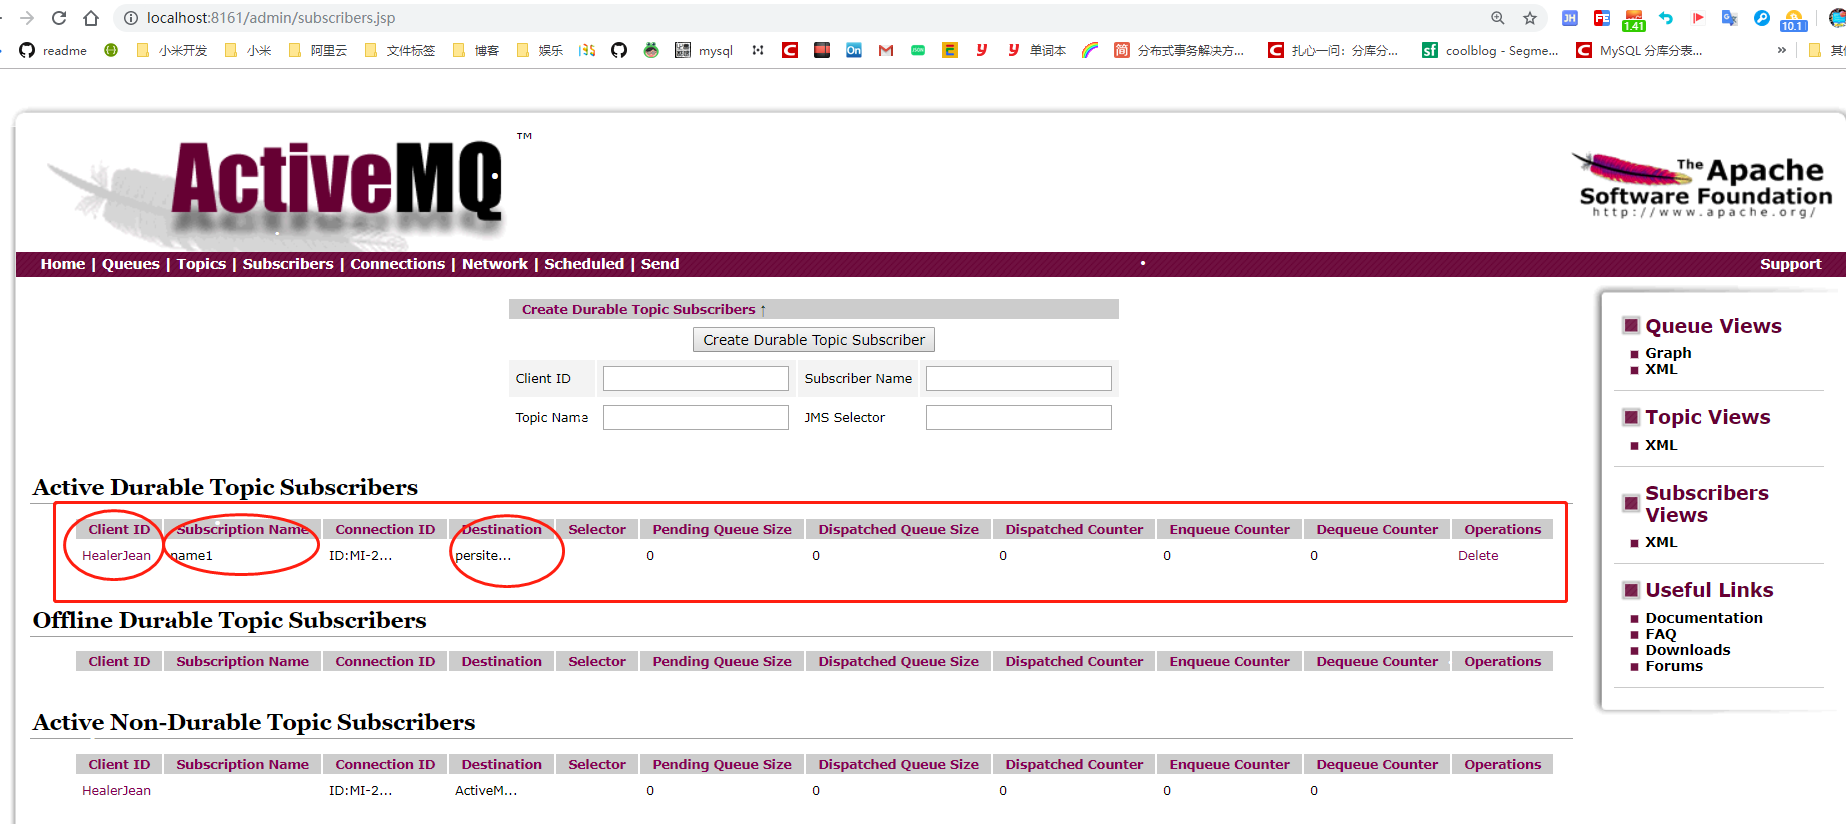 localhost:8161/admin/subscribers.jsp
JH FE 1.41 10.1
readme 小米开发 小米 阿里云 文件标签 博客 娱乐 mysql C On 单词本 简 分布式事务解决方... C 扎心一问：分库分... sf coolblog - Segme... C MySQL 分库分表... »
ActiveMQ™
The Apache
Software Foundation
http://www.apache.org/
Home | Queues | Topics | Subscribers | Connections | Network | Scheduled | Send
Support
Create Durable Topic Subscribers ↑
Create Durable Topic Subscriber
Client ID Subscriber Name
Topic Name JMS Selector
Active Durable Topic Subscribers
Client ID Subscription Name Connection ID Destination Selector Pending Queue Size Dispatched Queue Size Dispatched Counter Enqueue Counter Dequeue Counter Operations
HealerJean name1 ID:MI-2... persite... 0 0 0 0 0 Delete
Offline Durable Topic Subscribers
Client ID Subscription Name Connection ID Destination Selector Pending Queue Size Dispatched Queue Size Dispatched Counter Enqueue Counter Dequeue Counter Operations
Active Non-Durable Topic Subscribers
Client ID Subscription Name Connection ID Destination Selector Pending Queue Size Dispatched Queue Size Dispatched Counter Enqueue Counter Dequeue Counter Operations
HealerJean ID:MI-2... ActiveM... 0 0 0 0 0
Queue Views
Graph
XML
Topic Views
XML
Subscribers
Views
XML
Useful Links
Documentation
FAQ
Downloads
Forums